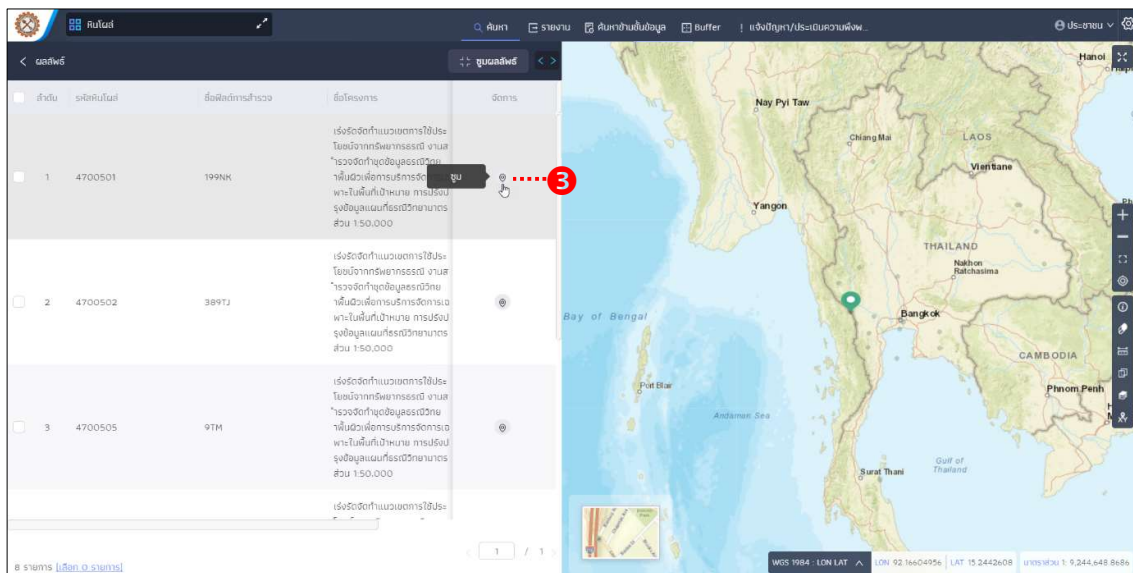 หินโผล่
ค้นหา
รายงาน
ค้นหาข้ามชั้นข้อมูล
Buffer
! แจ้งปัญหา/ประเมินความพึงพ...
ประชาชน
ผลลัพธ์
ซูมผลลัพธ์
ลำดับ รหัสหินโผล่ ชื่อฟิลด์การสำรวจ ชื่อโครงการ จัดการ
เร่งรัดจัดทำแนวเขตการใช้ประ
โยชน์จากทรัพยากรธรณี งานส
ำรวจจัดทำชุดข้อมูลธรณีวิทย
าพื้นผิวเพื่อการบริการจัด
1 4700501 199NK
ซูม
3
พาะในพื้นที่เป้าหมาย การปรังป
รุงข้อมูลแผนที่ธรณีวิทยามาตร
ส่วน 1:50,000
เร่งรัดจัดทำแนวเขตการใช้ประ
โยชน์จากทรัพยากรธรณี งานส
ำรวจจัดทำชุดข้อมูลธรณีวิทย
าพื้นผิวเพื่อการบริการจัดการเฉ
2 4700502 389TJ
พาะในพื้นที่เป้าหมาย การปรังป
รุงข้อมูลแผนที่ธรณีวิทยามาตร
ส่วน 1:50,000
เร่งรัดจัดทำแนวเขตการใช้ประ
โยชน์จากทรัพยากรธรณี งานส
ำรวจจัดทำชุดข้อมูลธรณีวิทย
าพื้นผิวเพื่อการบริการจัดการเฉ
3 4700505 9TM
พาะในพื้นที่เป้าหมาย การปรังป
รุงข้อมูลแผนที่ธรณีวิทยามาตร
ส่วน 1:50,000
เร่งรัดจัดทำแนวเขตการใช้ประ
1 / 1
8 รายการ [เลือก 0 รายการ]
Hanoi
Nay Pyi Taw
Chiang Mai
LAOS
Vientiane
Yangon
THAILAND
Nakhon
Ratchasima
Bay of Bengal
Bangkok
CAMBODIA
Phnom Penh
Port Blair
Andaman Sea
Gulf of
Thailand
Surat Thani
WGS 1984 : LON LAT
LON 92.16604956
LAT 15.2442608
มาตราส่วน 1: 9,244,648.8686